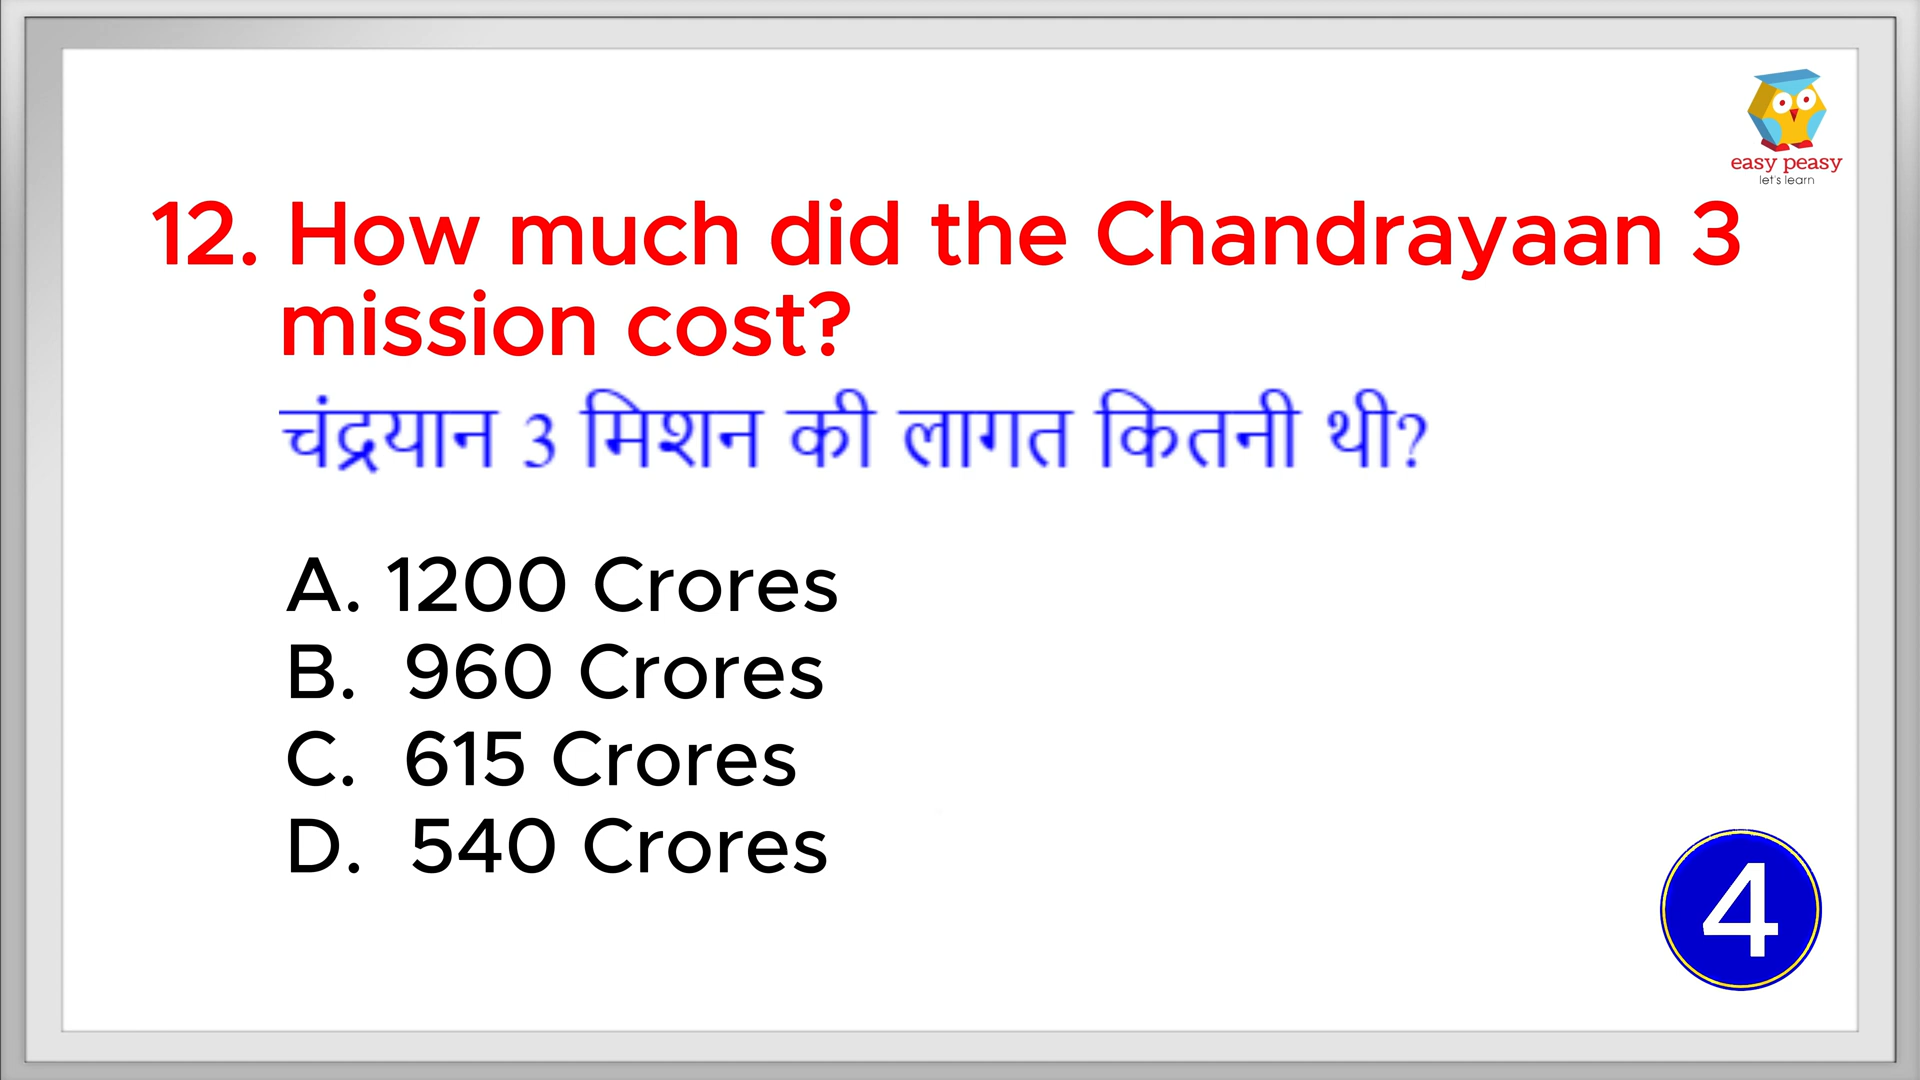 easy peasy
let's learn
12. How much did the Chandrayaan 3
mission cost?
चंद्रयान 3 मिशन की लागत कितनी थी?
A. 1200 Crores
B. 960 Crores
C. 615 Crores
D. 540 Crores
4